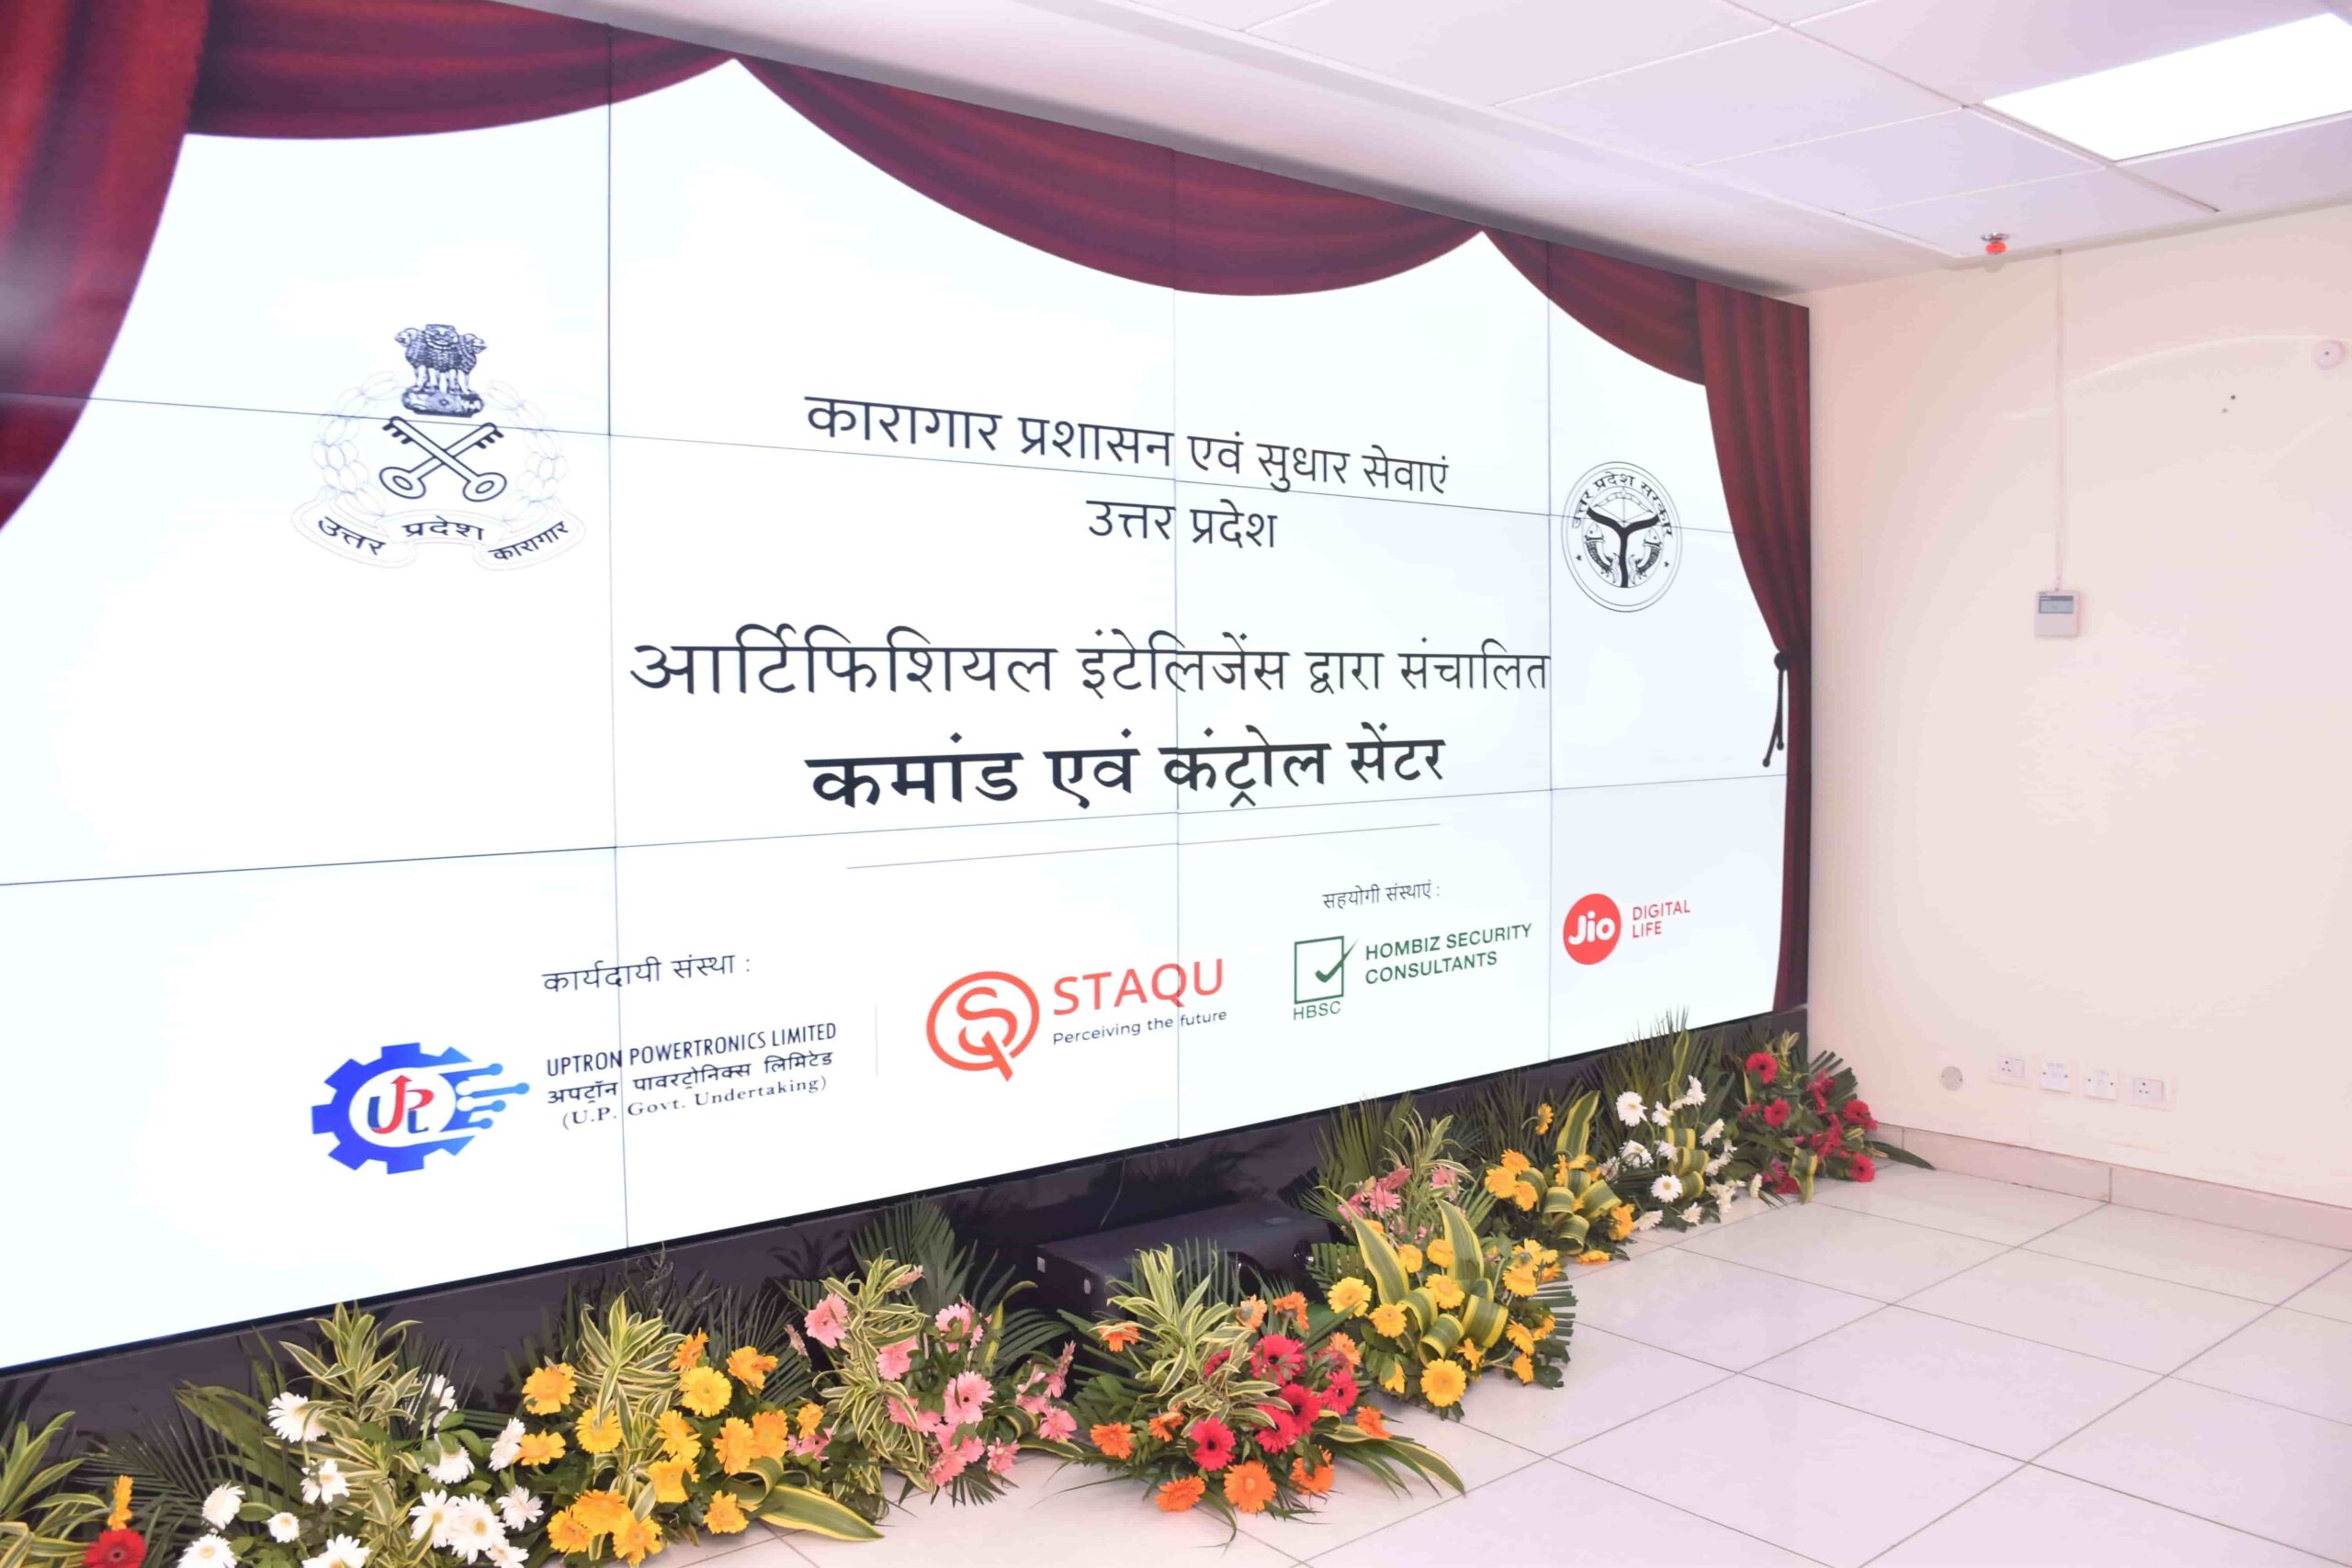 उत्तर प्रदेश कारागार
कारागार प्रशासन एवं सुधार सेवाएं
उत्तर प्रदेश
उत्तर प्रदेश सरकार
आर्टिफिशियल इंटेलिजेंस द्वारा संचालित
कमांड एवं कंट्रोल सेंटर
कार्यदायी संस्था :
UPL
UPTRON POWERTRONICS LIMITED
अपट्रॉन पावरट्रोनिक्स लिमिटेड
(U.P. Govt. Undertaking)
STAQU
Perceiving the future
सहयोगी संस्थाएं :
HBSC
HOMBIZ SECURITY
CONSULTANTS
Jio
DIGITAL
LIFE